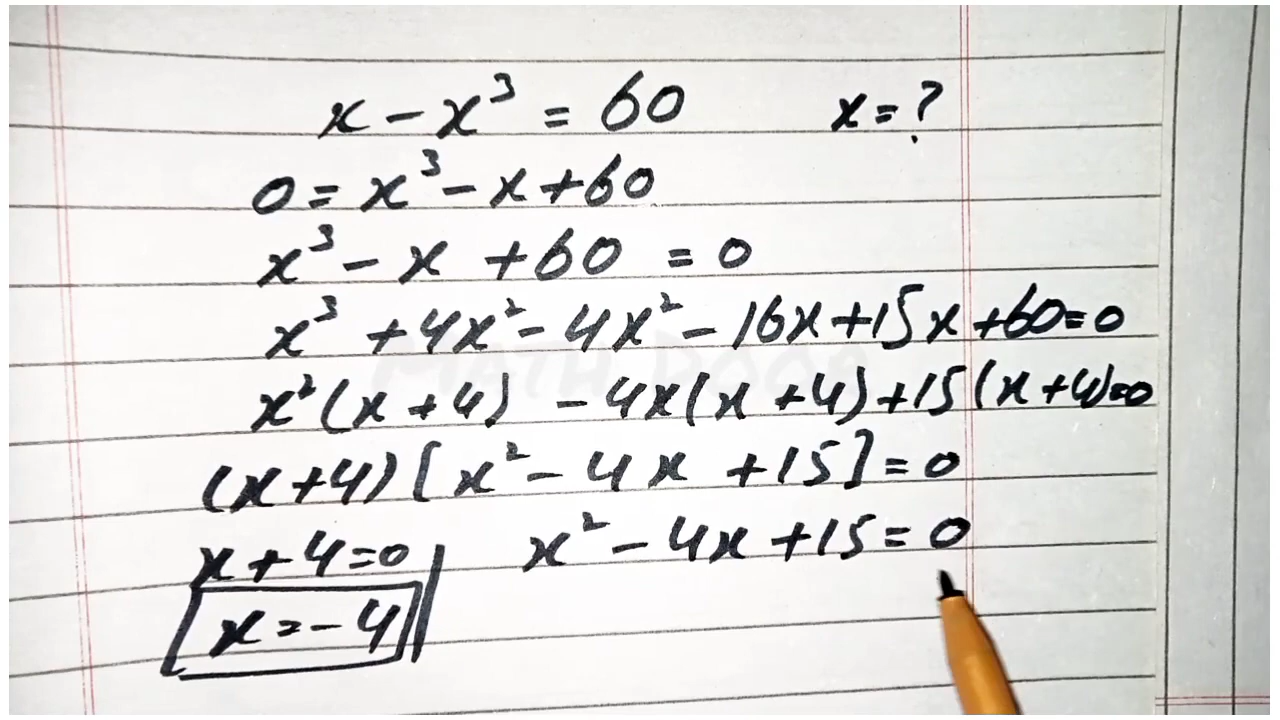 x - x³ = 60 x = ?
0 = x³ - x + 60
x³ - x + 60 = 0
x³ + 4x² - 4x² - 16x + 15x + 60 = 0
x²(x + 4) - 4x(x + 4) + 15(x + 4) = 0
(x + 4)[x² - 4x + 15] = 0
x + 4 = 0 | x² - 4x + 15 = 0
x = -4